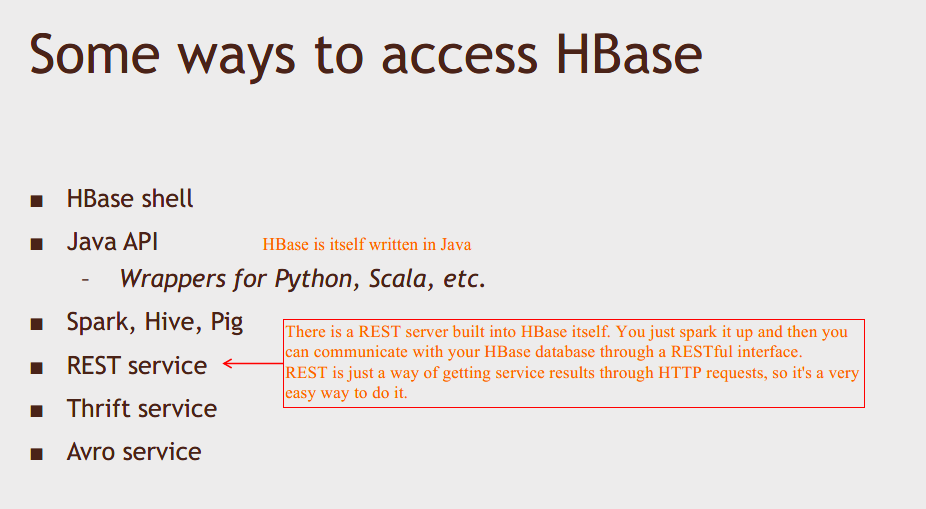 Some ways to access HBase
■ HBase shell
■ Java API
HBase is itself written in Java
– Wrappers for Python, Scala, etc.
■ Spark, Hive, Pig
There is a REST server built into HBase itself. You just spark it up and then you
can communicate with your HBase database through a RESTful interface.
REST is just a way of getting service results through HTTP requests, so it's a very
easy way to do it.
■ REST service
■ Thrift service
■ Avro service